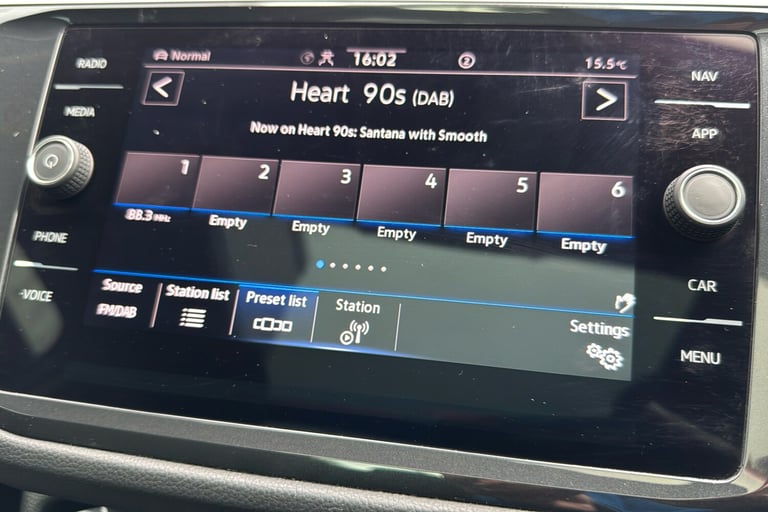 Normal 16:02 2 15.5°C
RADIO
MEDIA
PHONE
VOICE
< Heart 90s (DAB) >
Now on Heart 90s: Santana with Smooth
1 2 3 4 5 6
88.3 MHz Empty Empty Empty Empty Empty
Source Station list Preset list Station Settings
FM/DAB
NAV
APP
CAR
MENU